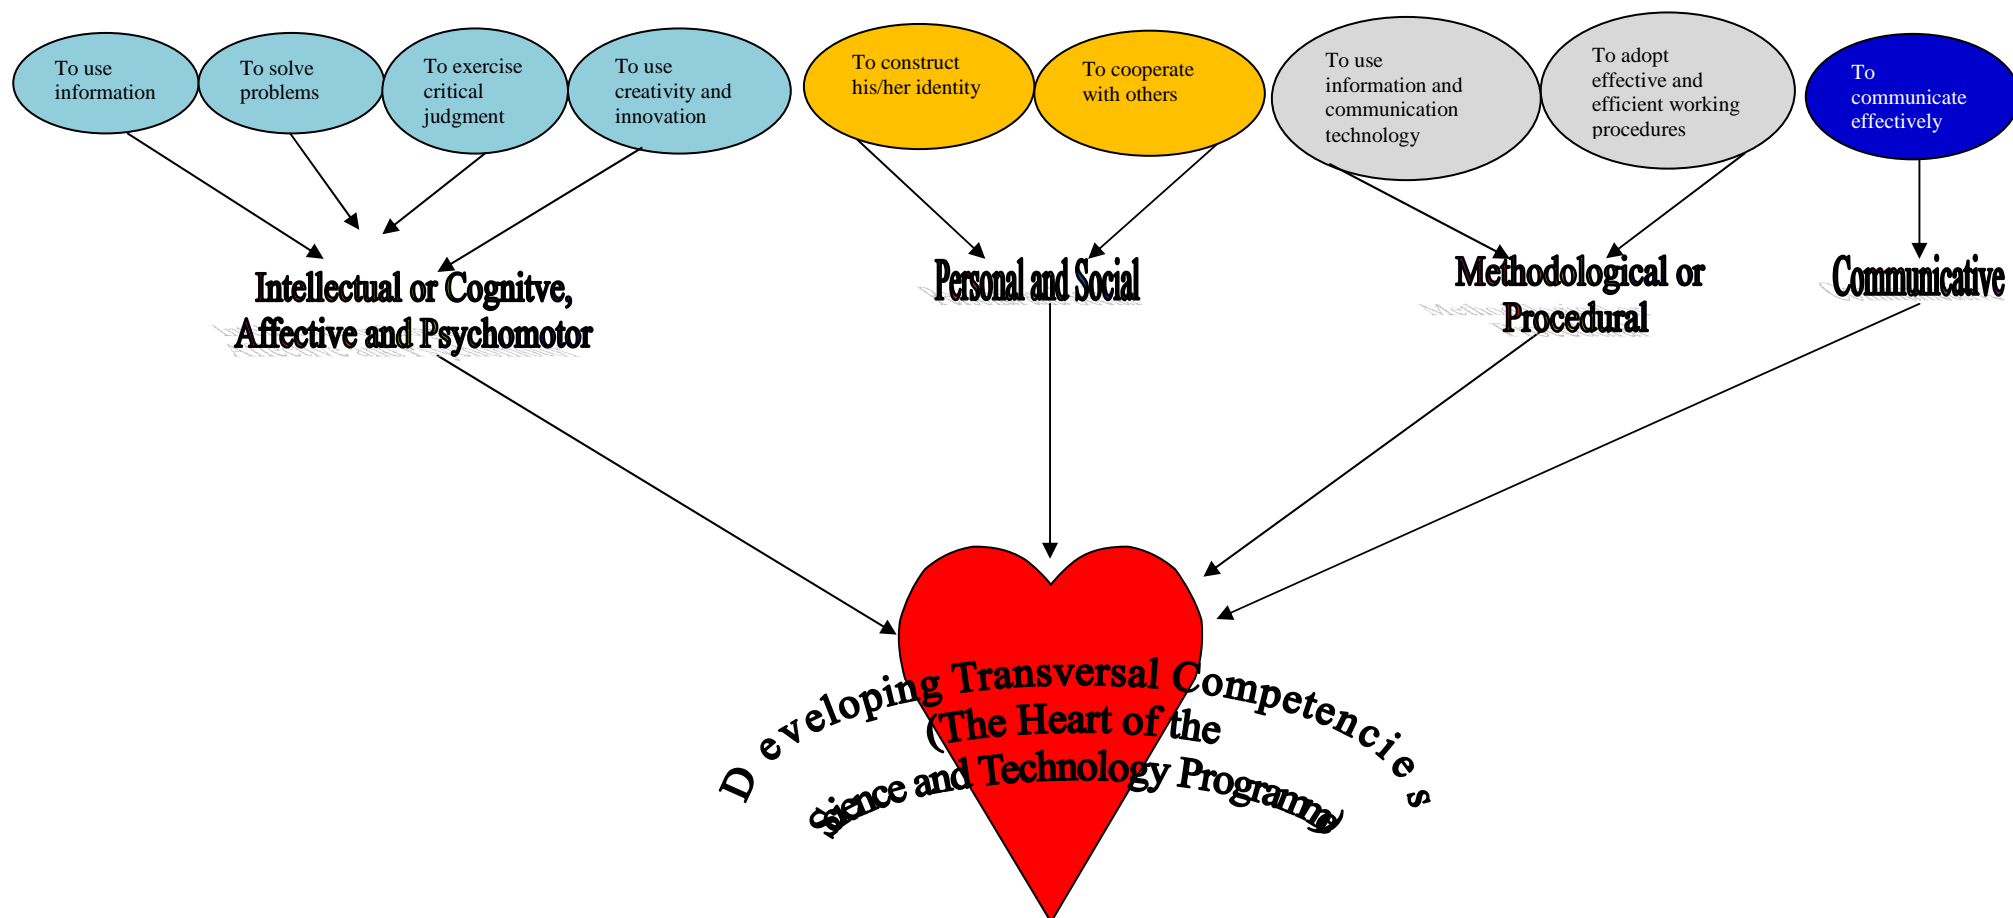 To use
information
To solve
problems
To exercise
critical
judgment
To use
creativity and
innovation
To construct
his/her identity
To cooperate
with others
To use
information and
communication
technology
To adopt
effective and
efficient working
procedures
To
communicate
effectively
Intellectual or Cognitve,
Affective and Psychomotor
Personal and Social
Methodological or
Procedural
Communicative
Developing Transversal Competencies
(The Heart of the
Science and Technology Programme)